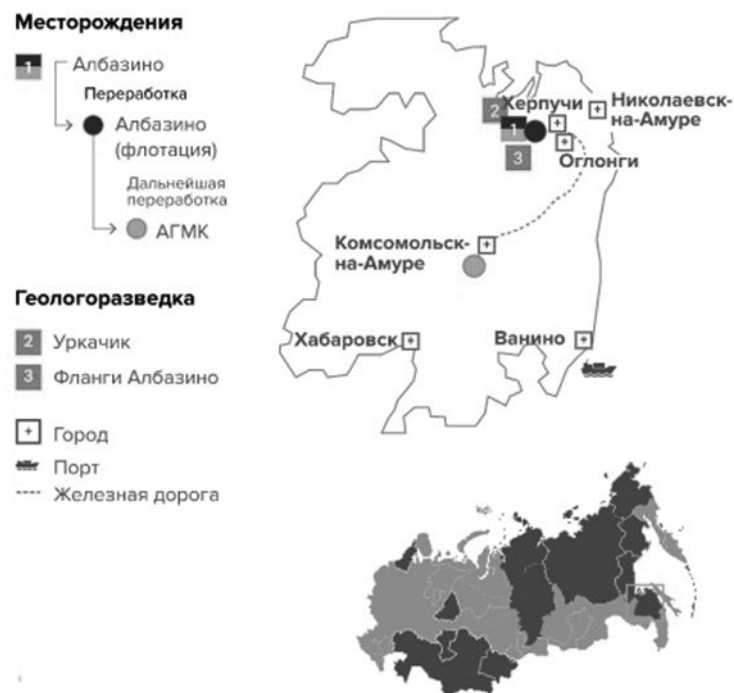 Месторождения
1 Албазино
Переработка
Албазино
(флотация)
Дальнейшая
переработка
АГМК
Геологоразведка
2 Уркачик
3 Фланги Албазино
Город
Порт
Железная дорога
2
Херпучи
Николаевск-
на-Амуре
1
Оглонги
3
Комсомольск-
на-Амуре
Хабаровск
Ванино